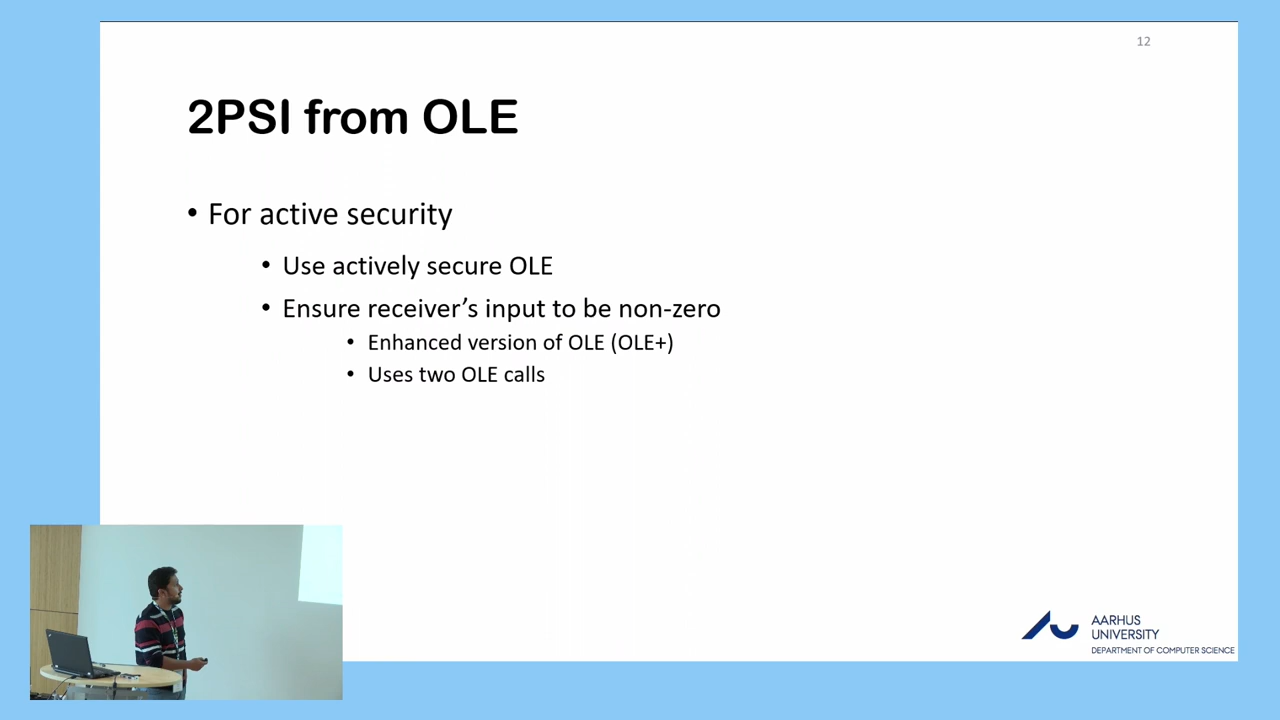 12
2PSI from OLE
• For active security
• Use actively secure OLE
• Ensure receiver's input to be non-zero
• Enhanced version of OLE (OLE+)
• Uses two OLE calls
AARHUS
UNIVERSITY
DEPARTMENT OF COMPUTER SCIENCE